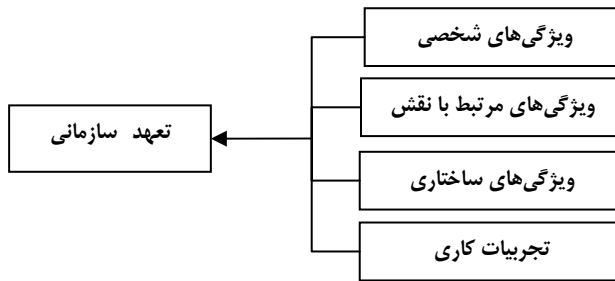 ویژگی‌های شخصی
ویژگی‌های مرتبط با نقش
تعهد سازمانی
ویژگی‌های ساختاری
تجربیات کاری